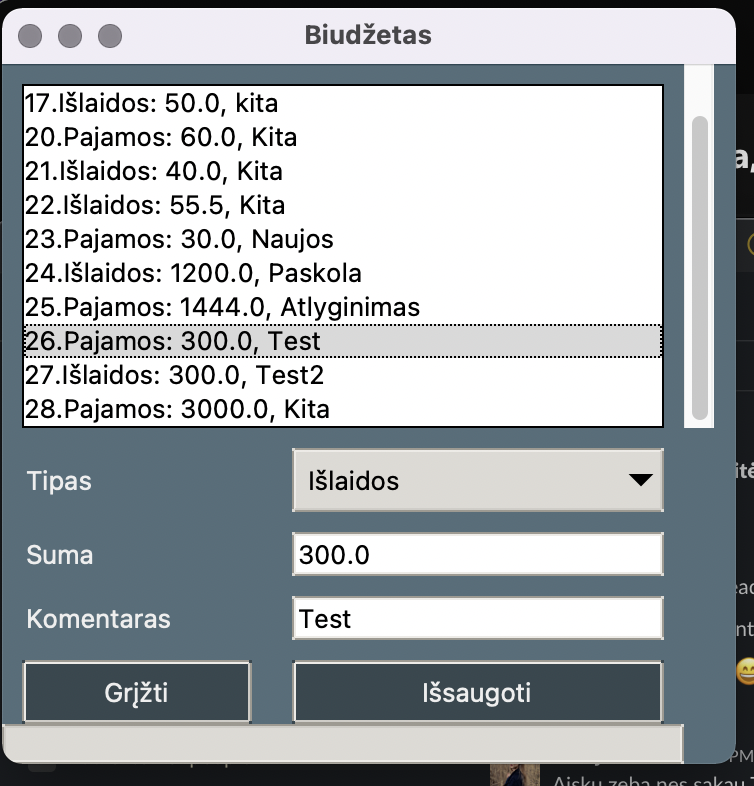 Biudžetas
17.Išlaidos: 50.0, kita
20.Pajamos: 60.0, Kita
21.Išlaidos: 40.0, Kita
22.Išlaidos: 55.5, Kita
23.Pajamos: 30.0, Naujos
24.Išlaidos: 1200.0, Paskola
25.Pajamos: 1444.0, Atlyginimas
26.Pajamos: 300.0, Test
27.Išlaidos: 300.0, Test2
28.Pajamos: 3000.0, Kita
Tipas
Išlaidos
Suma
300.0
Komentaras
Test
Grįžti
Išsaugoti
PM